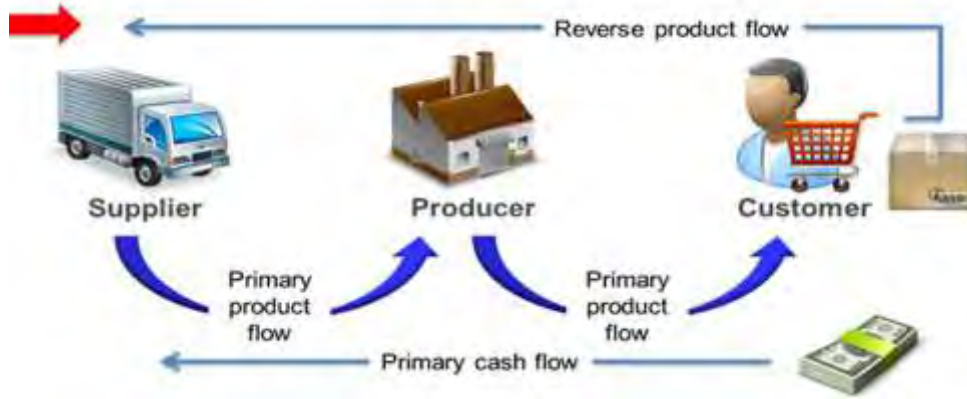 Reverse product flow
Supplier
Producer
Customer
Primary
product
flow
Primary
product
flow
Primary cash flow